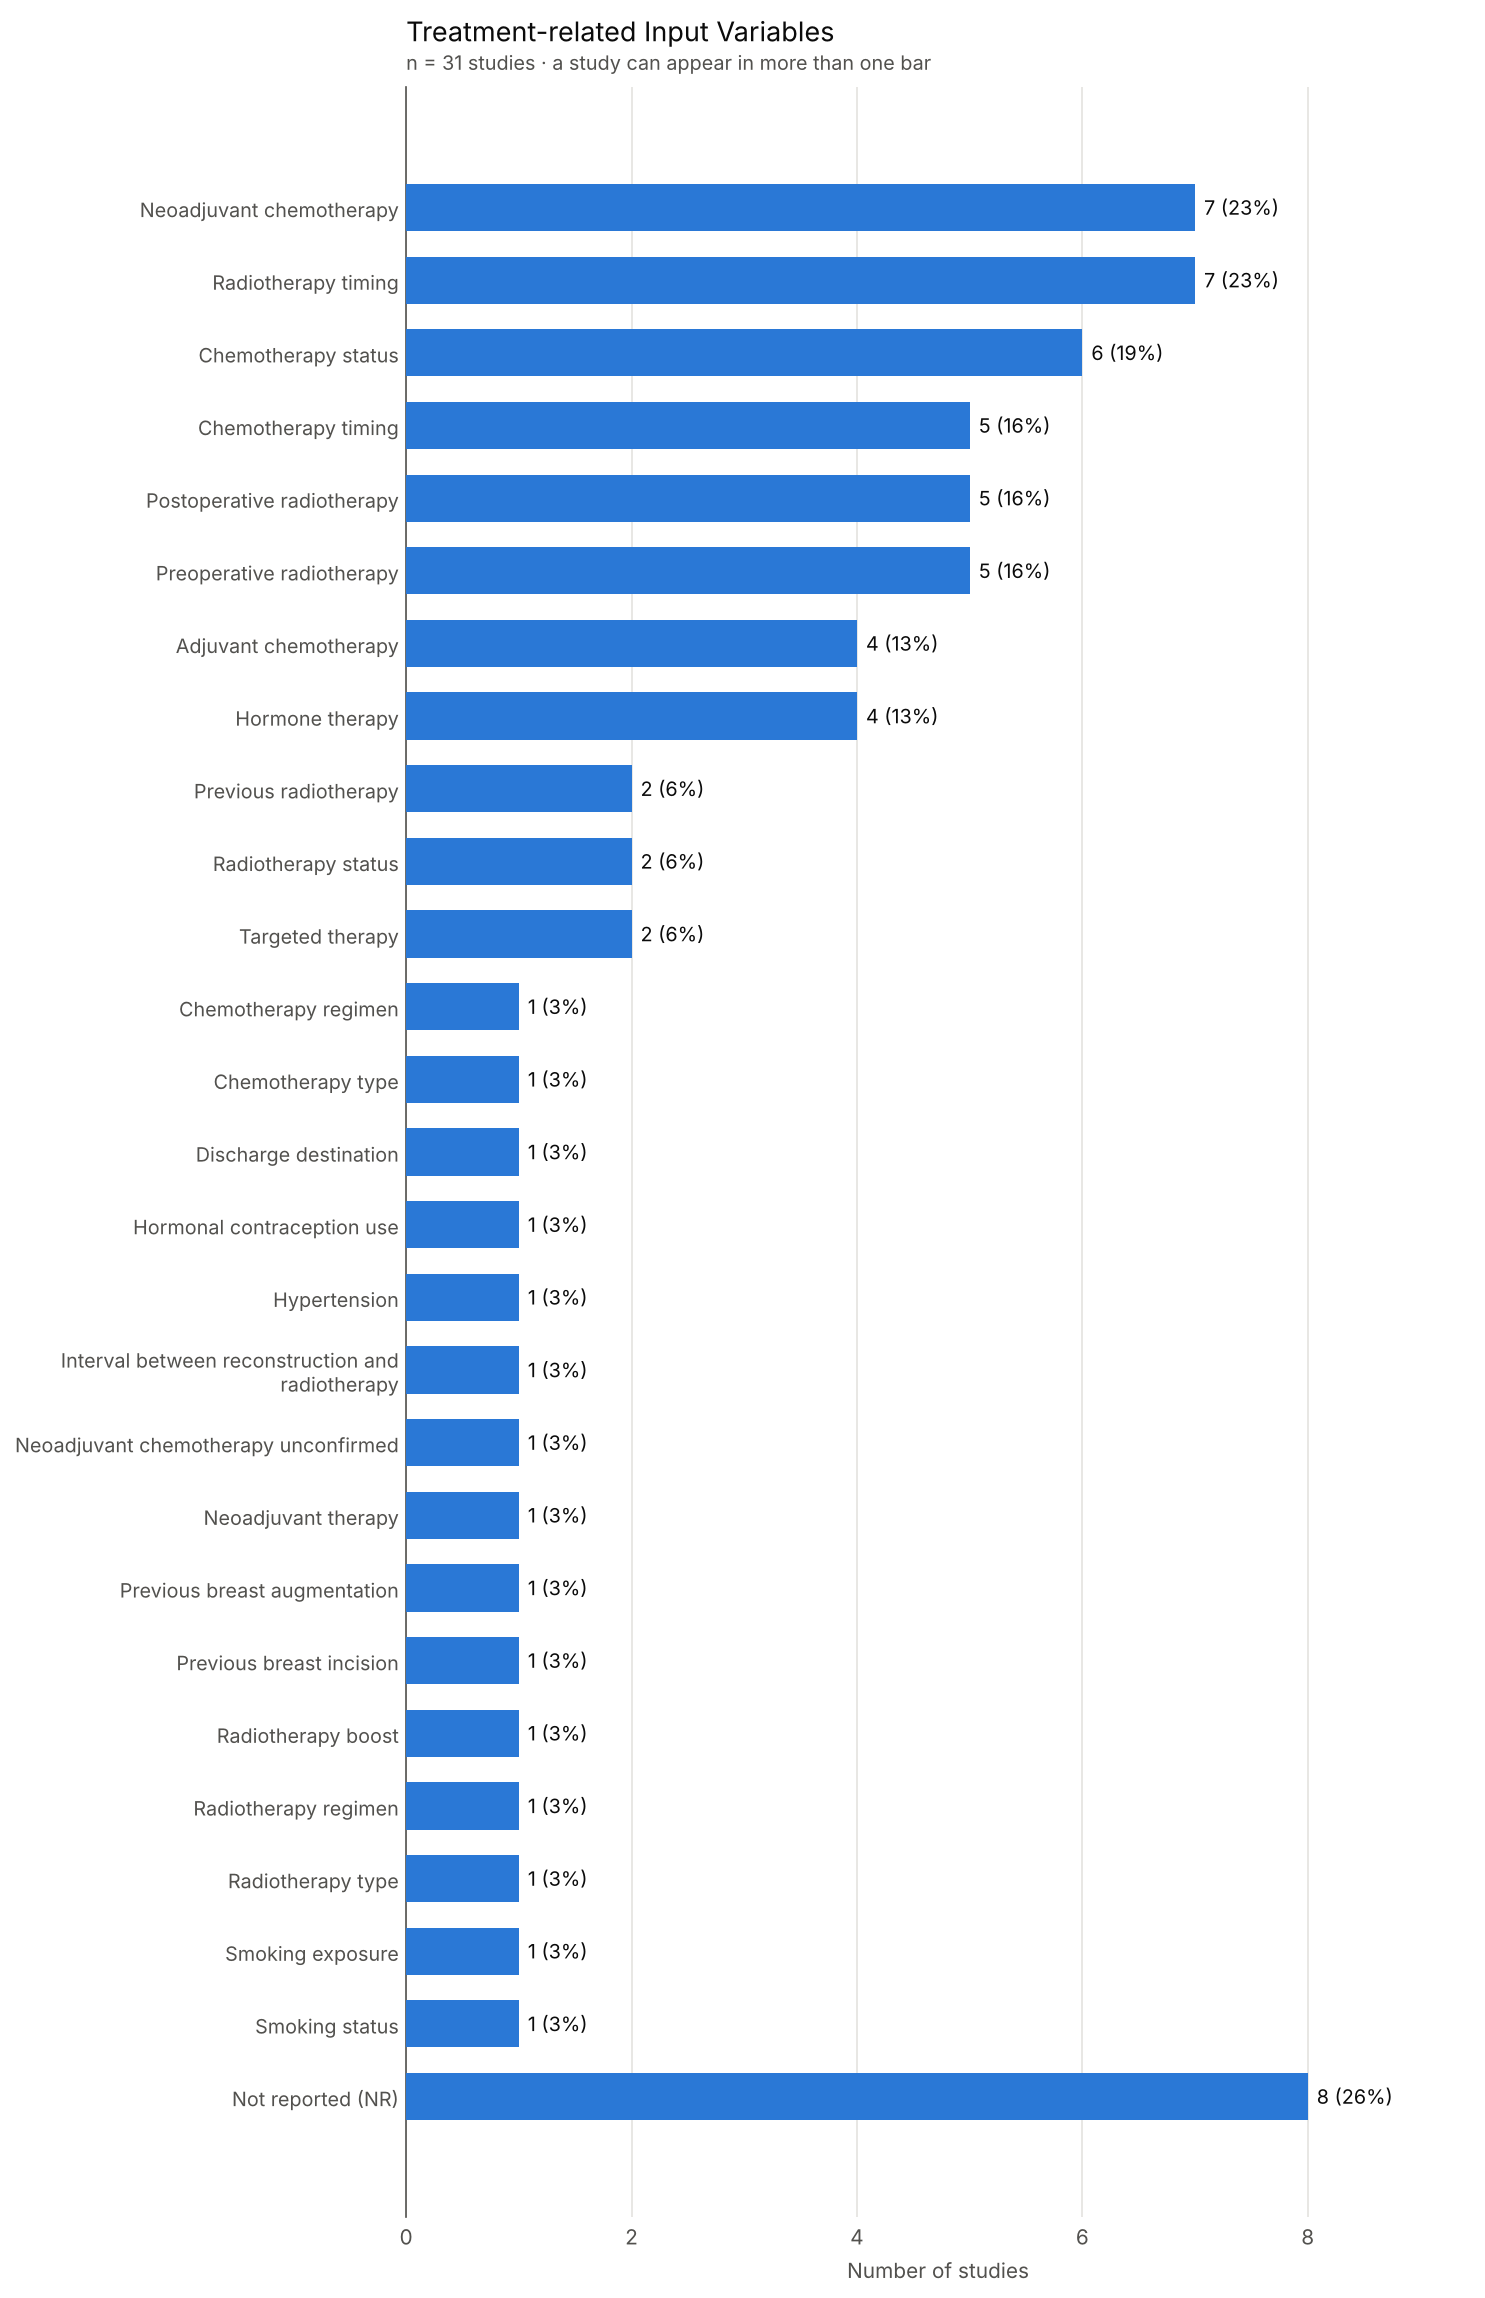 Treatment-related Input Variables
n = 31 studies · a study can appear in more than one bar
Neoadjuvant chemotherapy 7 (23%)
Radiotherapy timing 7 (23%)
Chemotherapy status 6 (19%)
Chemotherapy timing 5 (16%)
Postoperative radiotherapy 5 (16%)
Preoperative radiotherapy 5 (16%)
Adjuvant chemotherapy 4 (13%)
Hormone therapy 4 (13%)
Previous radiotherapy 2 (6%)
Radiotherapy status 2 (6%)
Targeted therapy 2 (6%)
Chemotherapy regimen 1 (3%)
Chemotherapy type 1 (3%)
Discharge destination 1 (3%)
Hormonal contraception use 1 (3%)
Hypertension 1 (3%)
Interval between reconstruction and
radiotherapy 1 (3%)
Neoadjuvant chemotherapy unconfirmed 1 (3%)
Neoadjuvant therapy 1 (3%)
Previous breast augmentation 1 (3%)
Previous breast incision 1 (3%)
Radiotherapy boost 1 (3%)
Radiotherapy regimen 1 (3%)
Radiotherapy type 1 (3%)
Smoking exposure 1 (3%)
Smoking status 1 (3%)
Not reported (NR) 8 (26%)
0 2 4 6 8
Number of studies